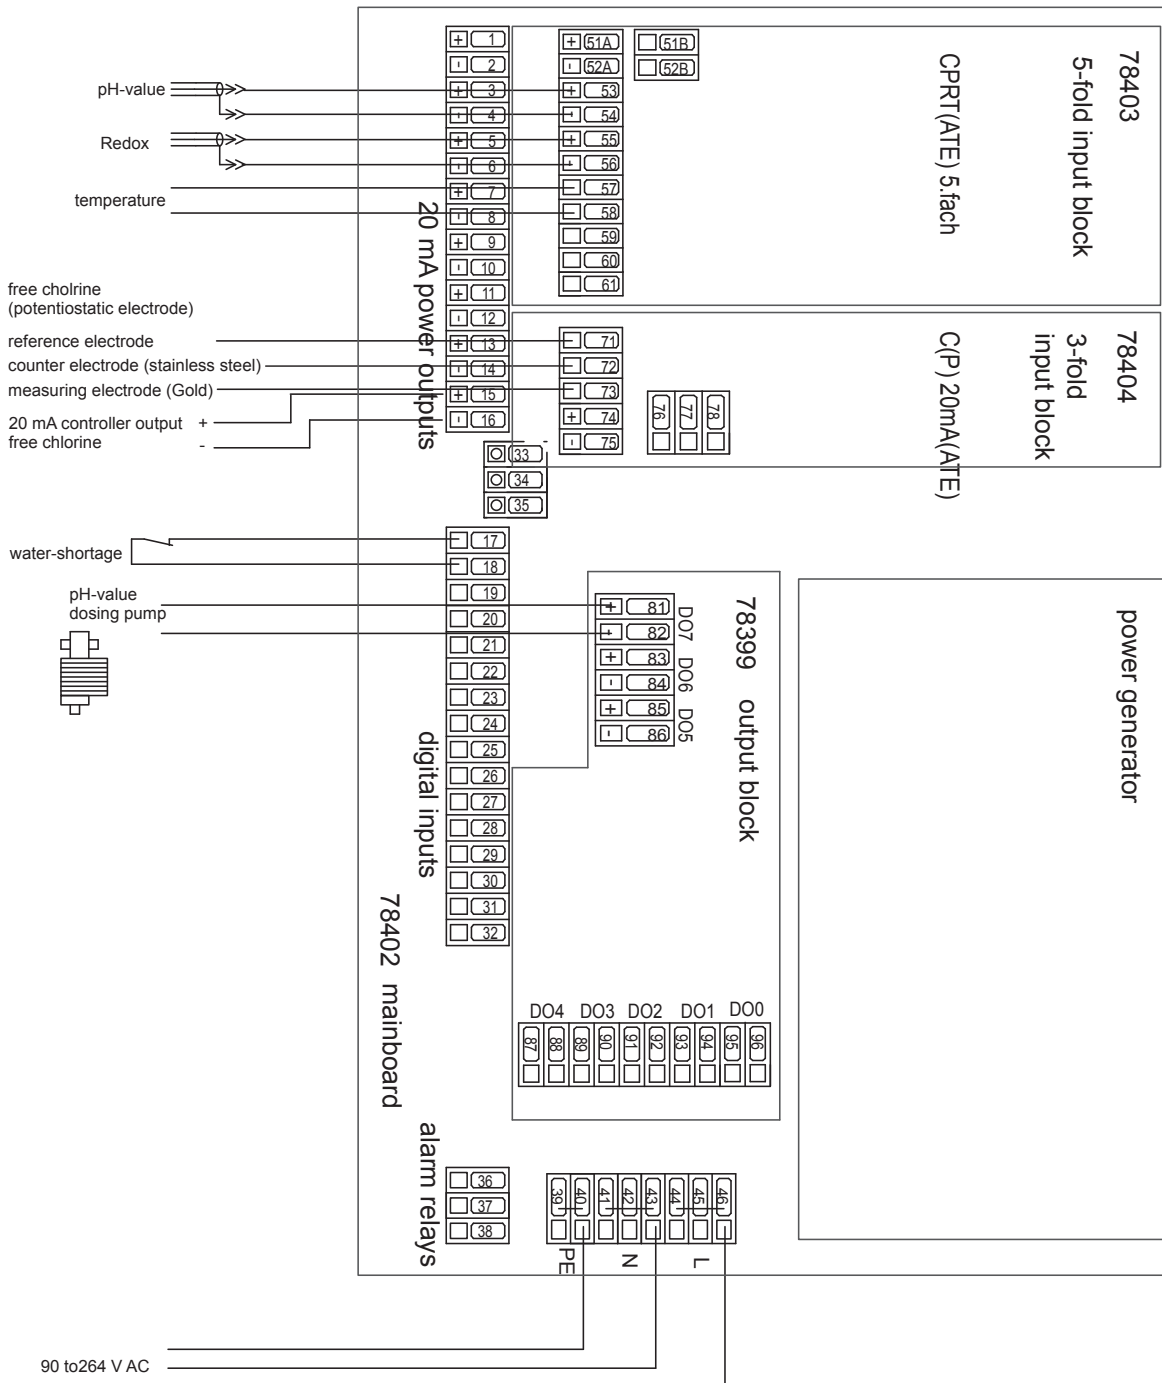 pH-value
Redox
temperature
free cholrine
(potentiostatic electrode)
reference electrode
counter electrode (stainless steel)
measuring electrode (Gold)
20 mA controller output +
free chlorine -
water-shortage
pH-value
dosing pump
90 to264 V AC
+ 1
- 2
+ 3
- 4
+ 5
- 6
+ 7
- 8
+ 9
- 10
+ 11
- 12
+ 13
- 14
+ 15
- 16
20 mA power outputs
+ 51A
- 52A
+ 53
- 54
+ 55
- 56
57
58
59
60
61
51B
52B
78403
5-fold input block
CPRT(ATE) 5.fach
71
72
73
+ 74
- 75
76
77
78
78404
3-fold
input block
C(P) 20mA(ATE)
33
34
35
17
18
19
20
21
22
23
24
25
26
27
28
29
30
31
32
digital inputs
78402 mainboard
+ 81
- 82
+ 83
- 84
+ 85
- 86
DO7
DO6
DO5
78399 output block
power generator
DO4 DO3 DO2 DO1 DO0
87 88 89 90 91 92 93 94 95 96
36
37
38
alarm relays
39 40 41 42 43 44 45 46
PE N L